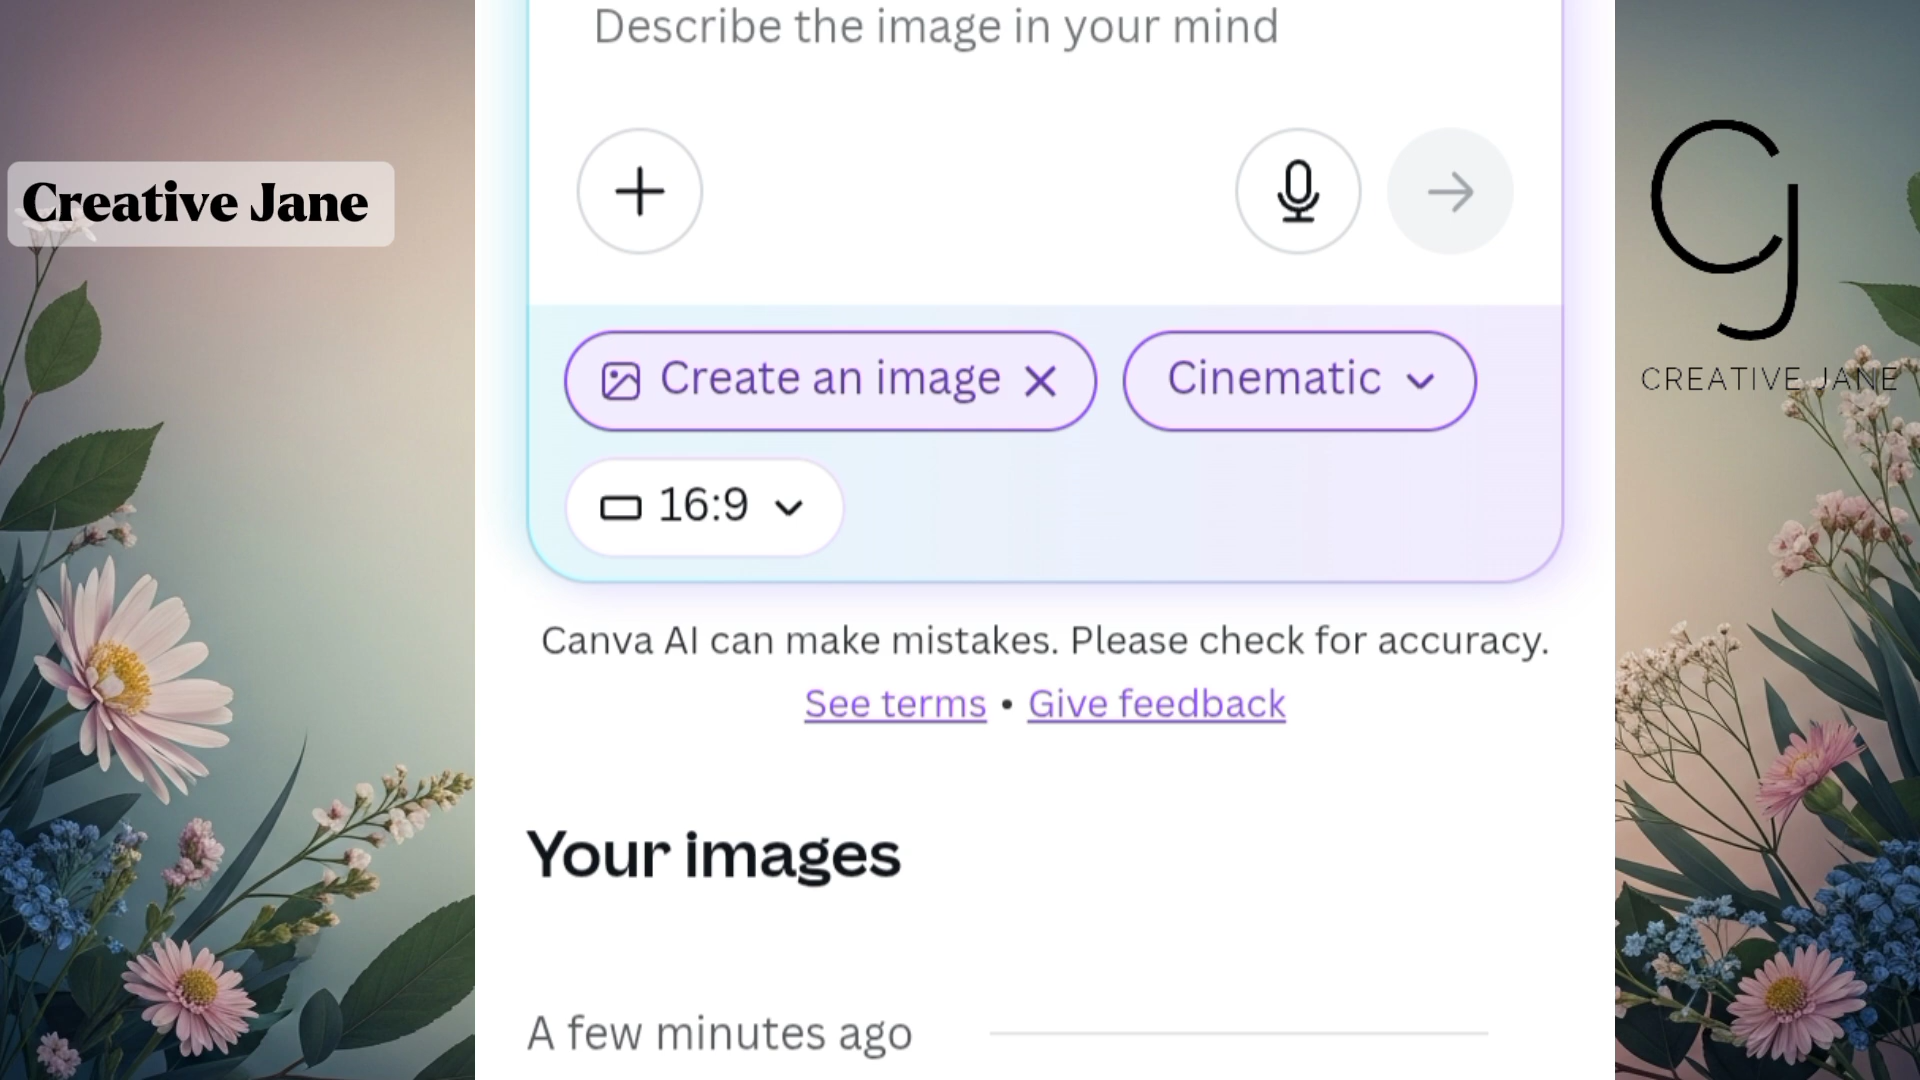 Describe the image in your mind
Creative Jane
Create an image
Cinematic
CREATIVE JANE
16:9
Canva AI can make mistakes. Please check for accuracy.
See terms • Give feedback
Your images
A few minutes ago